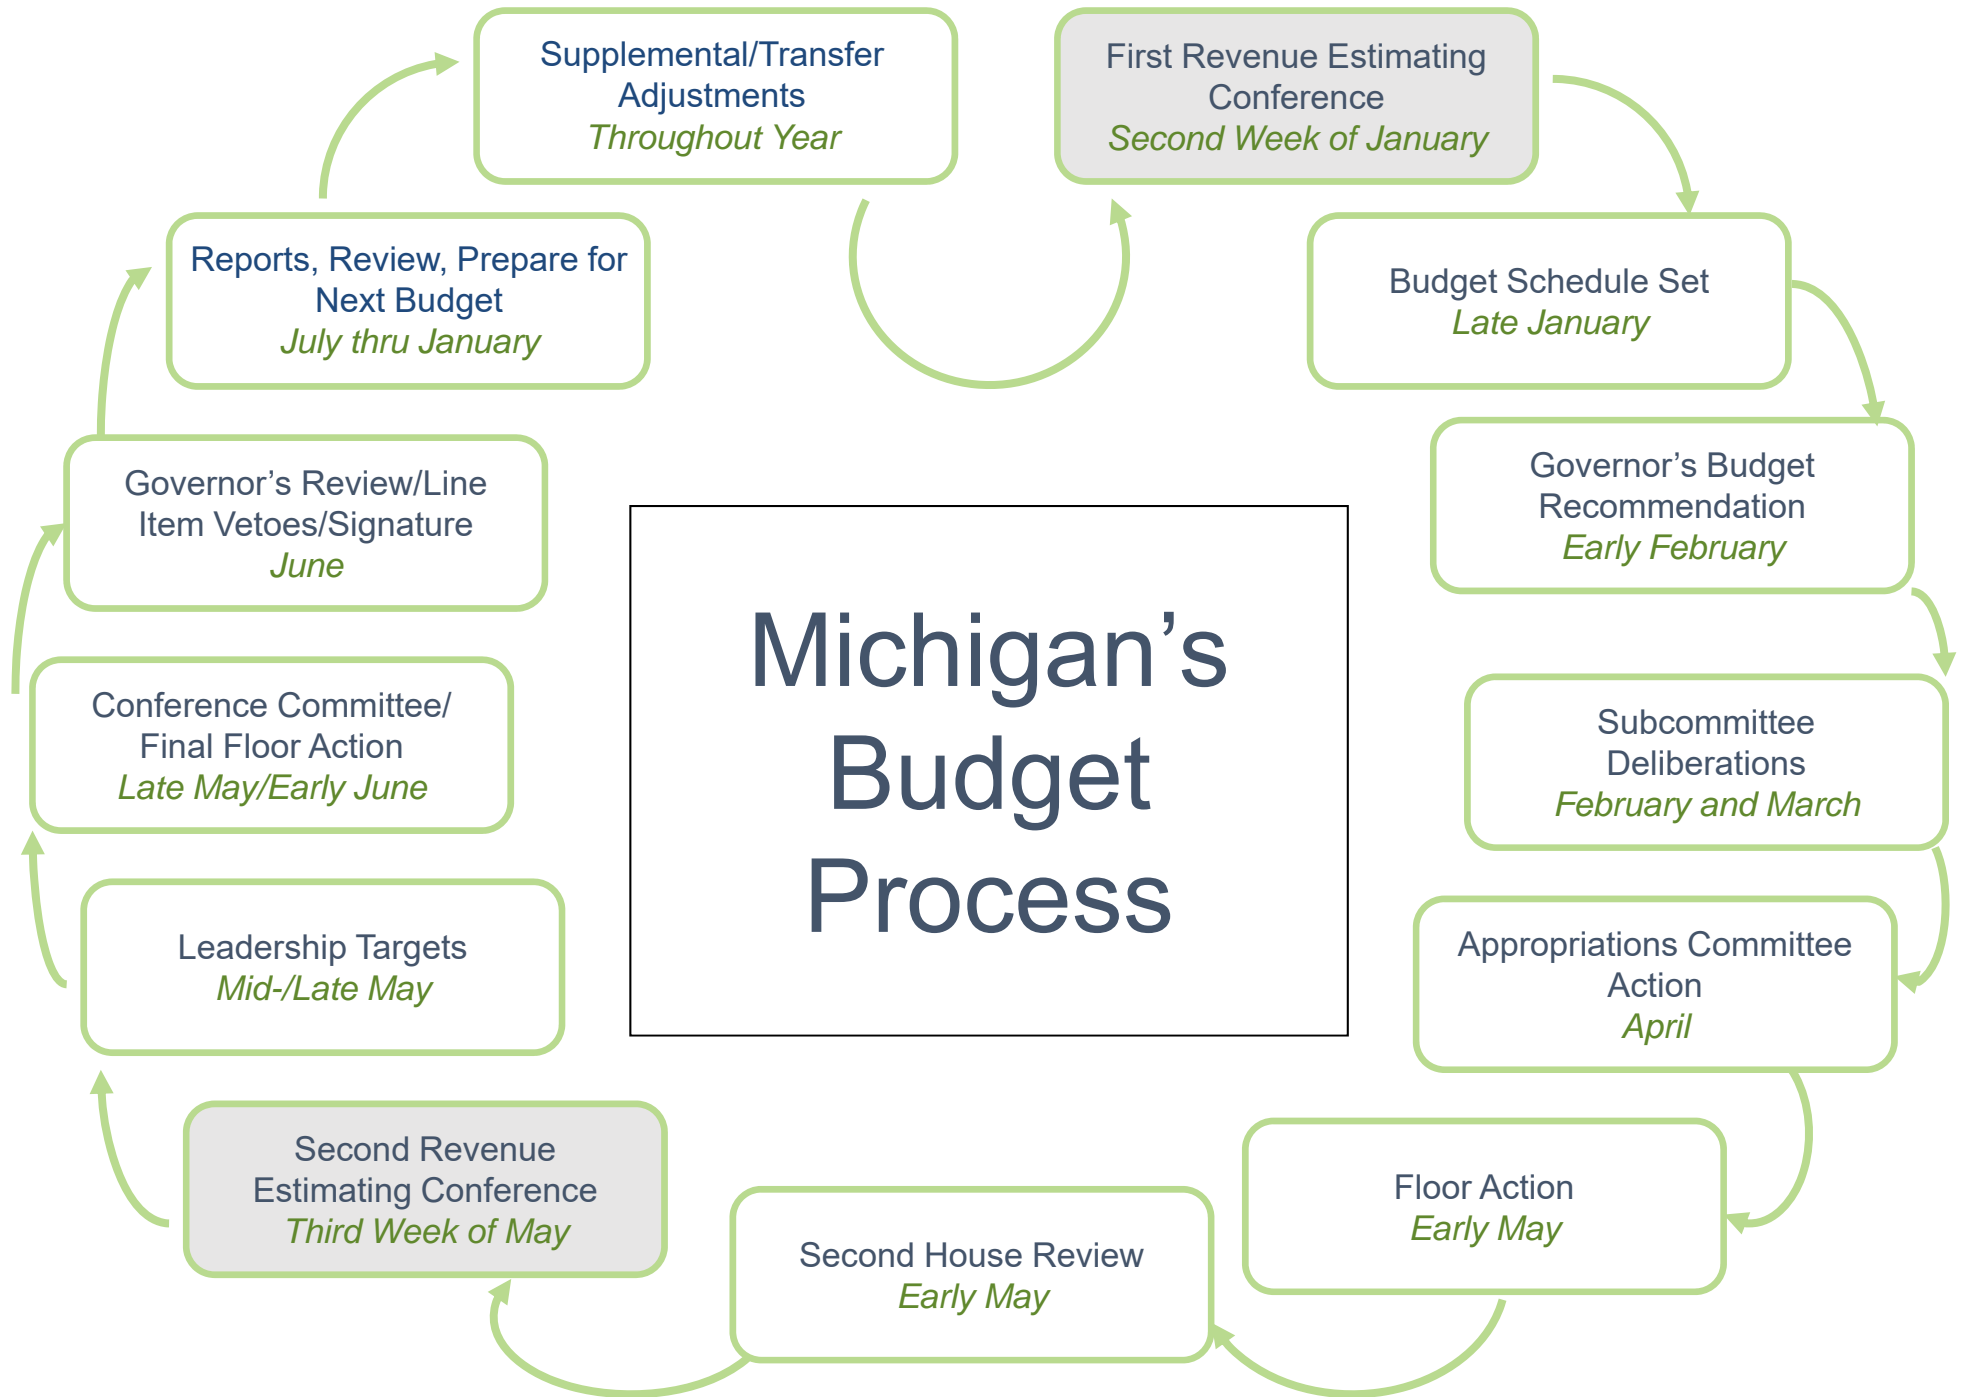 Supplemental/Transfer
Adjustments
Throughout Year
First Revenue Estimating
Conference
Second Week of January
Budget Schedule Set
Late January
Governor’s Budget
Recommendation
Early February
Subcommittee
Deliberations
February and March
Appropriations Committee
Action
April
Floor Action
Early May
Second House Review
Early May
Second Revenue
Estimating Conference
Third Week of May
Leadership Targets
Mid-/Late May
Conference Committee/
Final Floor Action
Late May/Early June
Governor’s Review/Line
Item Vetoes/Signature
June
Reports, Review, Prepare for
Next Budget
July thru January
Michigan’s
Budget
Process